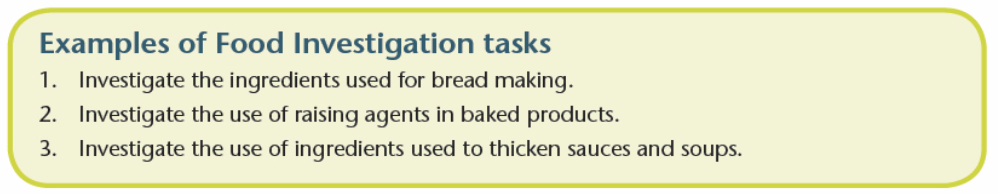 Examples of Food Investigation tasks
1. Investigate the ingredients used for bread making.
2. Investigate the use of raising agents in baked products.
3. Investigate the use of ingredients used to thicken sauces and soups.